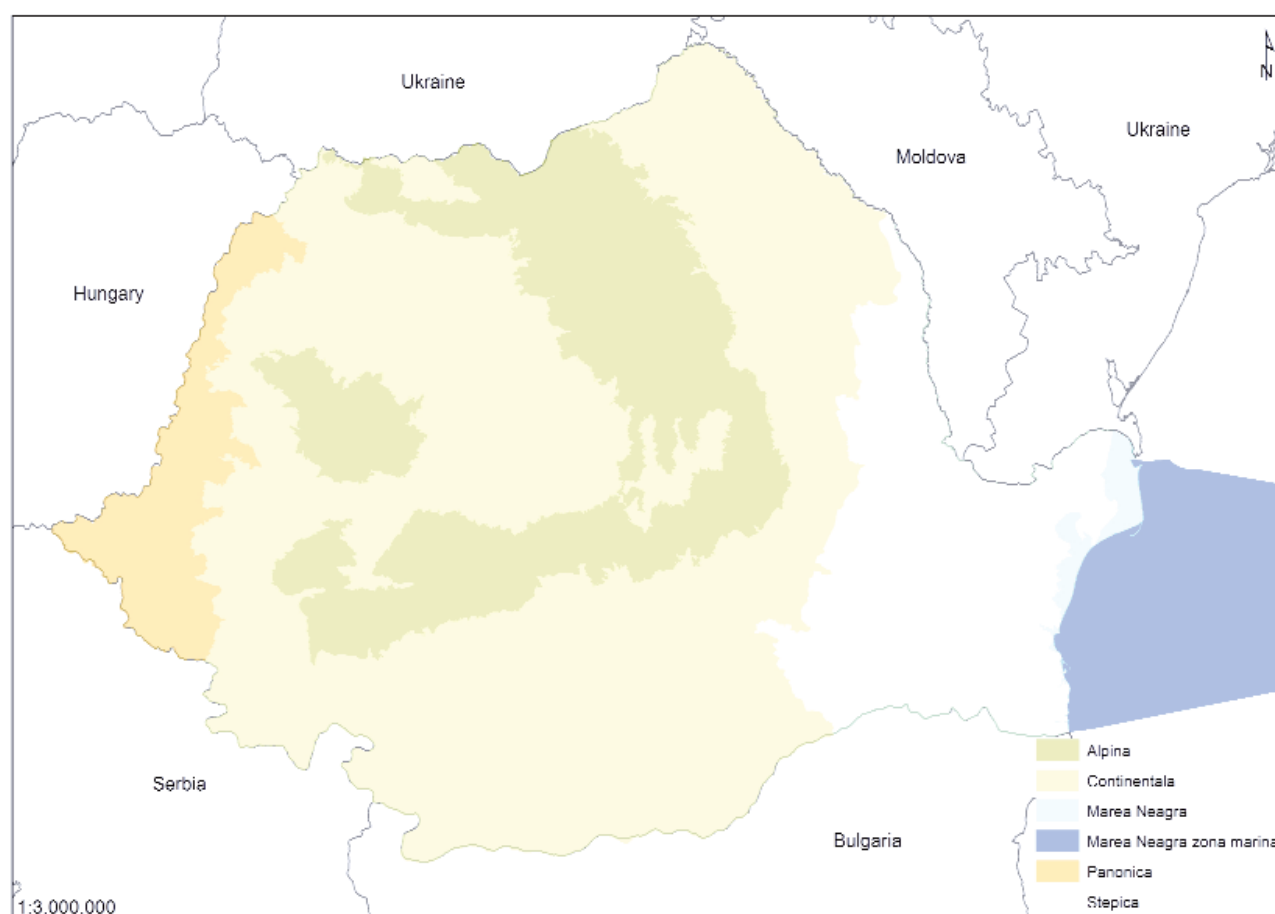 Ukraine
N
Ukraine
Moldova
Hungary
Serbia
Bulgaria
Alpina
Continentala
Marea Neagra
Marea Neagra zona marina
Panonica
Stepica
1:3,000,000